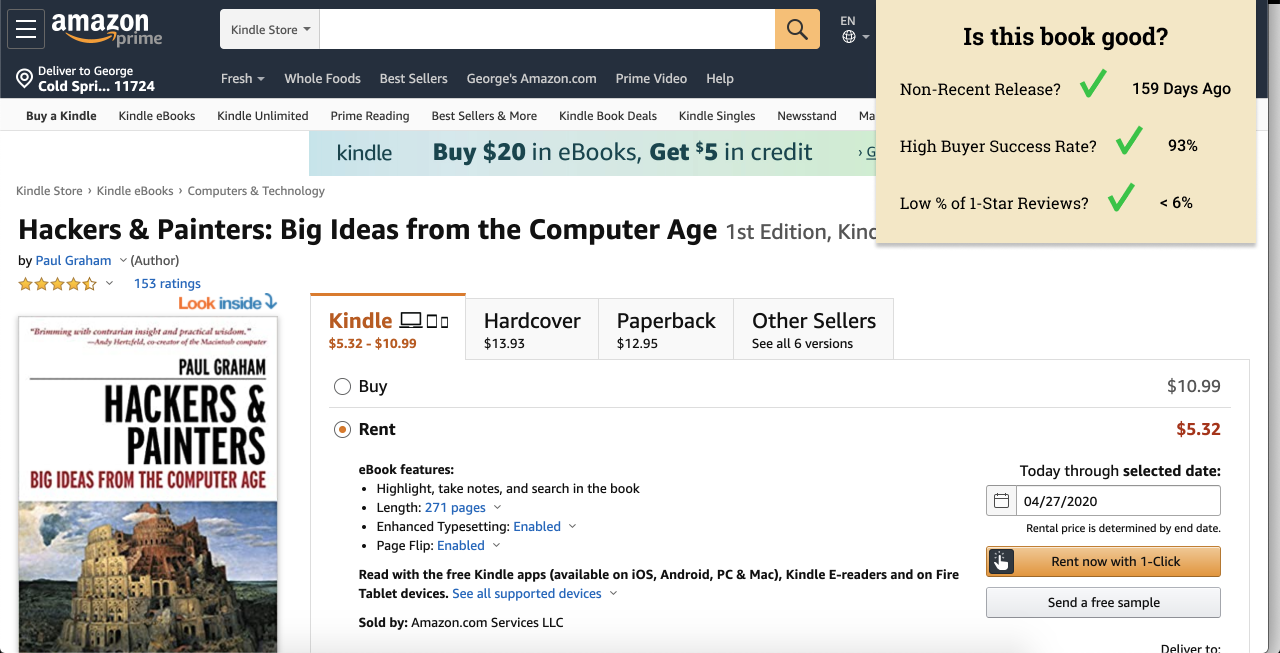 amazon
prime
Kindle Store
EN
Deliver to George
Cold Spri... 11724
Fresh
Whole Foods
Best Sellers
George's Amazon.com
Prime Video
Help
Buy a Kindle
Kindle eBooks
Kindle Unlimited
Prime Reading
Best Sellers & More
Kindle Book Deals
Kindle Singles
Newsstand
Ma
kindle
Buy $20 in eBooks, Get $5 in credit
› G
Is this book good?
Non-Recent Release? 159 Days Ago
High Buyer Success Rate? 93%
Low % of 1-Star Reviews? < 6%
Kindle Store › Kindle eBooks › Computers & Technology
Hackers & Painters: Big Ideas from the Computer Age 1st Edition, Kinc
by Paul Graham (Author)
153 ratings
Look inside
"Brimming with contrarian insight and practical wisdom."
—Andy Hertzfeld, co-creator of the Macintosh computer
PAUL GRAHAM
HACKERS &
PAINTERS
BIG IDEAS FROM THE COMPUTER AGE
Kindle
$5.32 - $10.99
Hardcover
$13.93
Paperback
$12.95
Other Sellers
See all 6 versions
Buy $10.99
Rent $5.32
eBook features:
• Highlight, take notes, and search in the book
• Length: 271 pages
• Enhanced Typesetting: Enabled
• Page Flip: Enabled
Read with the free Kindle apps (available on iOS, Android, PC & Mac), Kindle E-readers and on Fire
Tablet devices. See all supported devices
Sold by: Amazon.com Services LLC
Today through selected date:
04/27/2020
Rental price is determined by end date.
Rent now with 1-Click
Send a free sample
Deliver to: